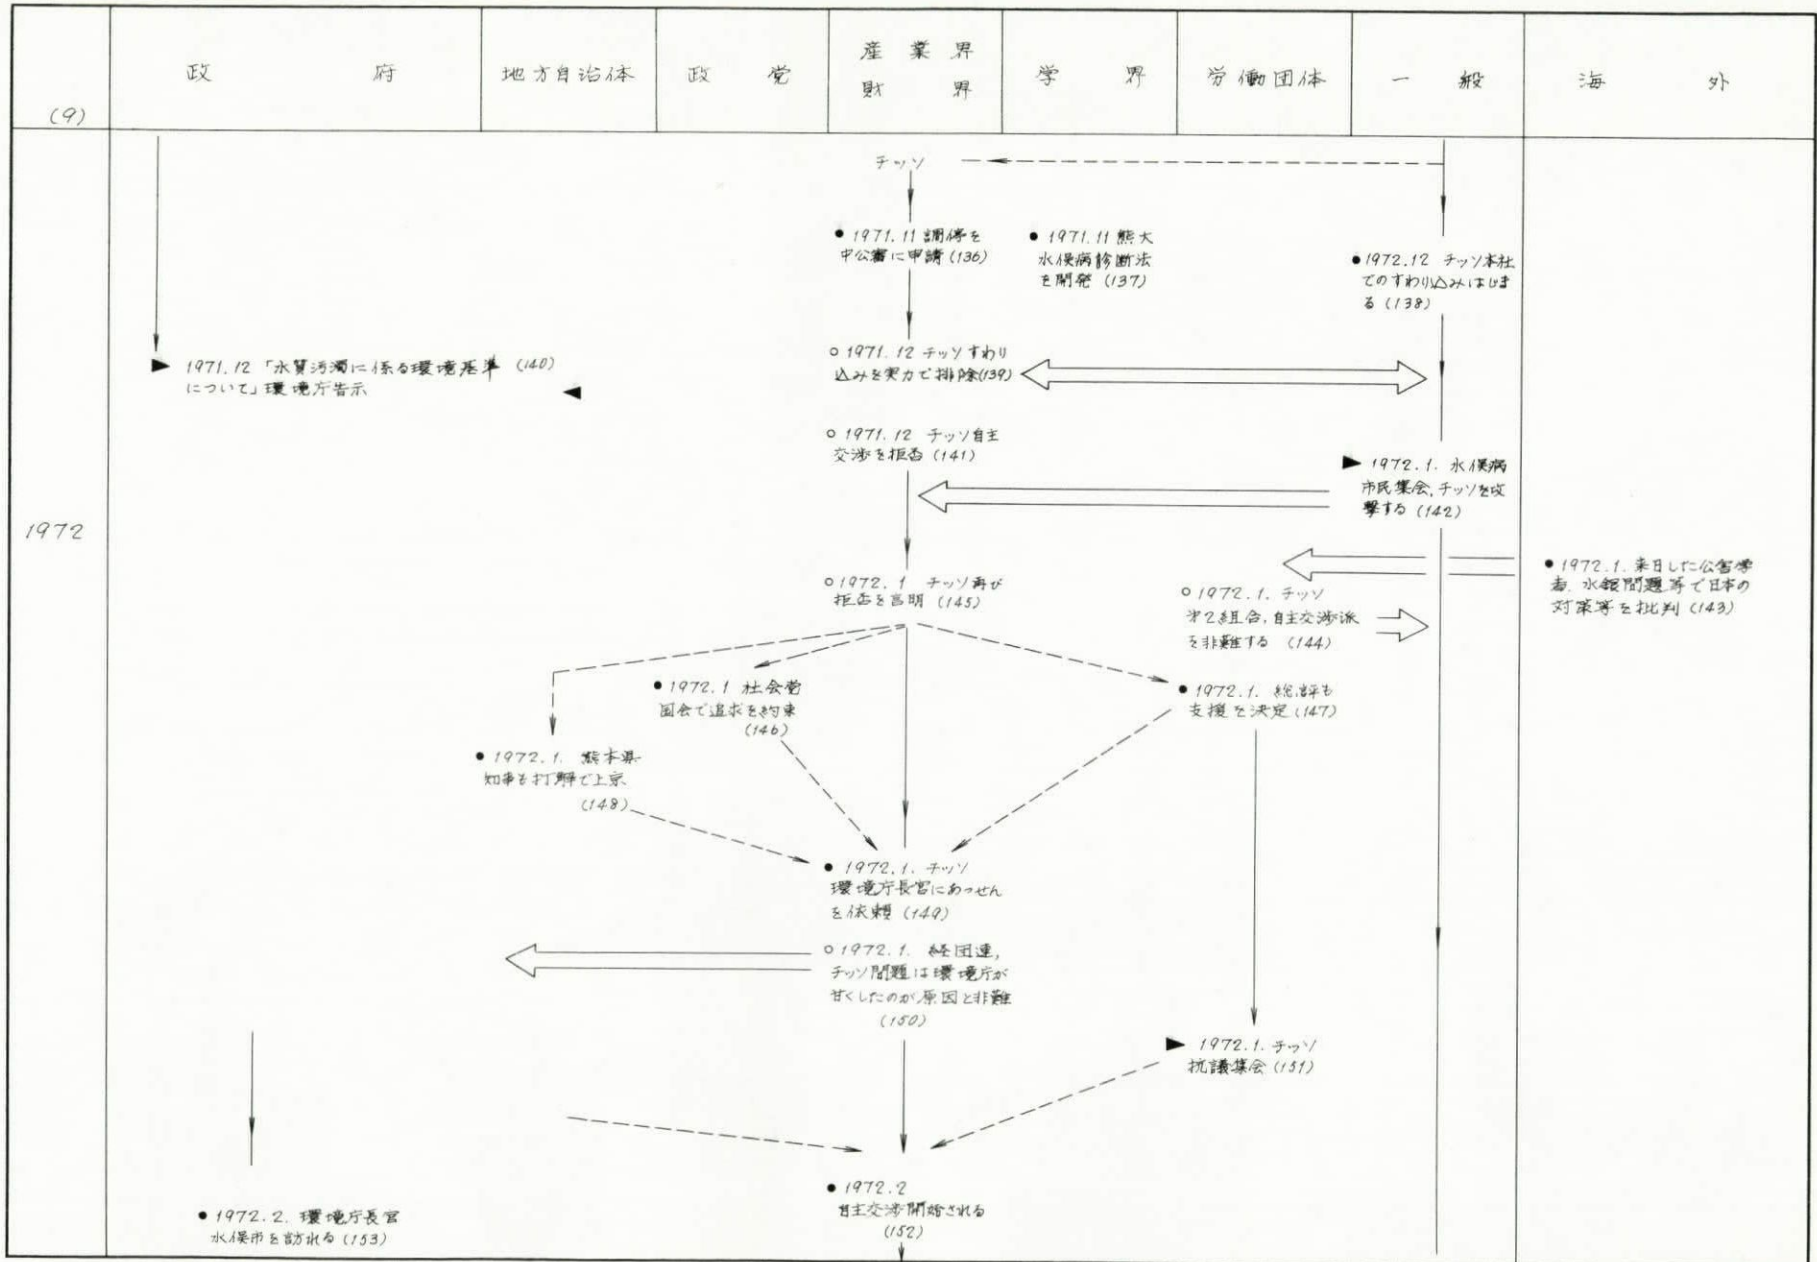 (9)
政府
地方自治体
政党
産業界
財界
学界
労働団体
一般
海外
1972
チッソ
● 1971.11 調停を
中公審に申請 (136)
● 1971.11 熊大
水俣病診断法
を開発 (137)
● 1972.12 チッソ本社
でのすわり込みはじま
る (138)
▶ 1971.12 「水質汚濁に係る環境基準 (140)
について」環境庁告示
◀
○ 1971.12 チッソすわり
込みを実力で排除(139)
○ 1971.12 チッソ自主
交渉を拒否 (141)
▶ 1972.1. 水俣病
市民集会, チッソを攻
撃する (142)
● 1972.1. 来日した公害学
者, 水銀問題等で日本の
対策等を批判 (143)
○ 1972.1 チッソ再び
拒否を言明 (145)
○ 1972.1. チッソ
第2組合, 自主交渉派
を非難する (144)
● 1972.1 社会党
国会で追求を約束
(146)
● 1972.1. 総評も
支援を決定 (147)
● 1972.1. 熊本県
知事も打解で上京
(148)
● 1972.1. チッソ
環境庁長官にあっせん
を依頼 (149)
○ 1972.1. 経団連,
チッソ問題は環境庁が
甘くしたのが原因と非難
(150)
▶ 1972.1. チッソ
抗議集会 (151)
● 1972.2
自主交渉開始される
(152)
● 1972.2. 環境庁長官
水俣市を訪れる (153)